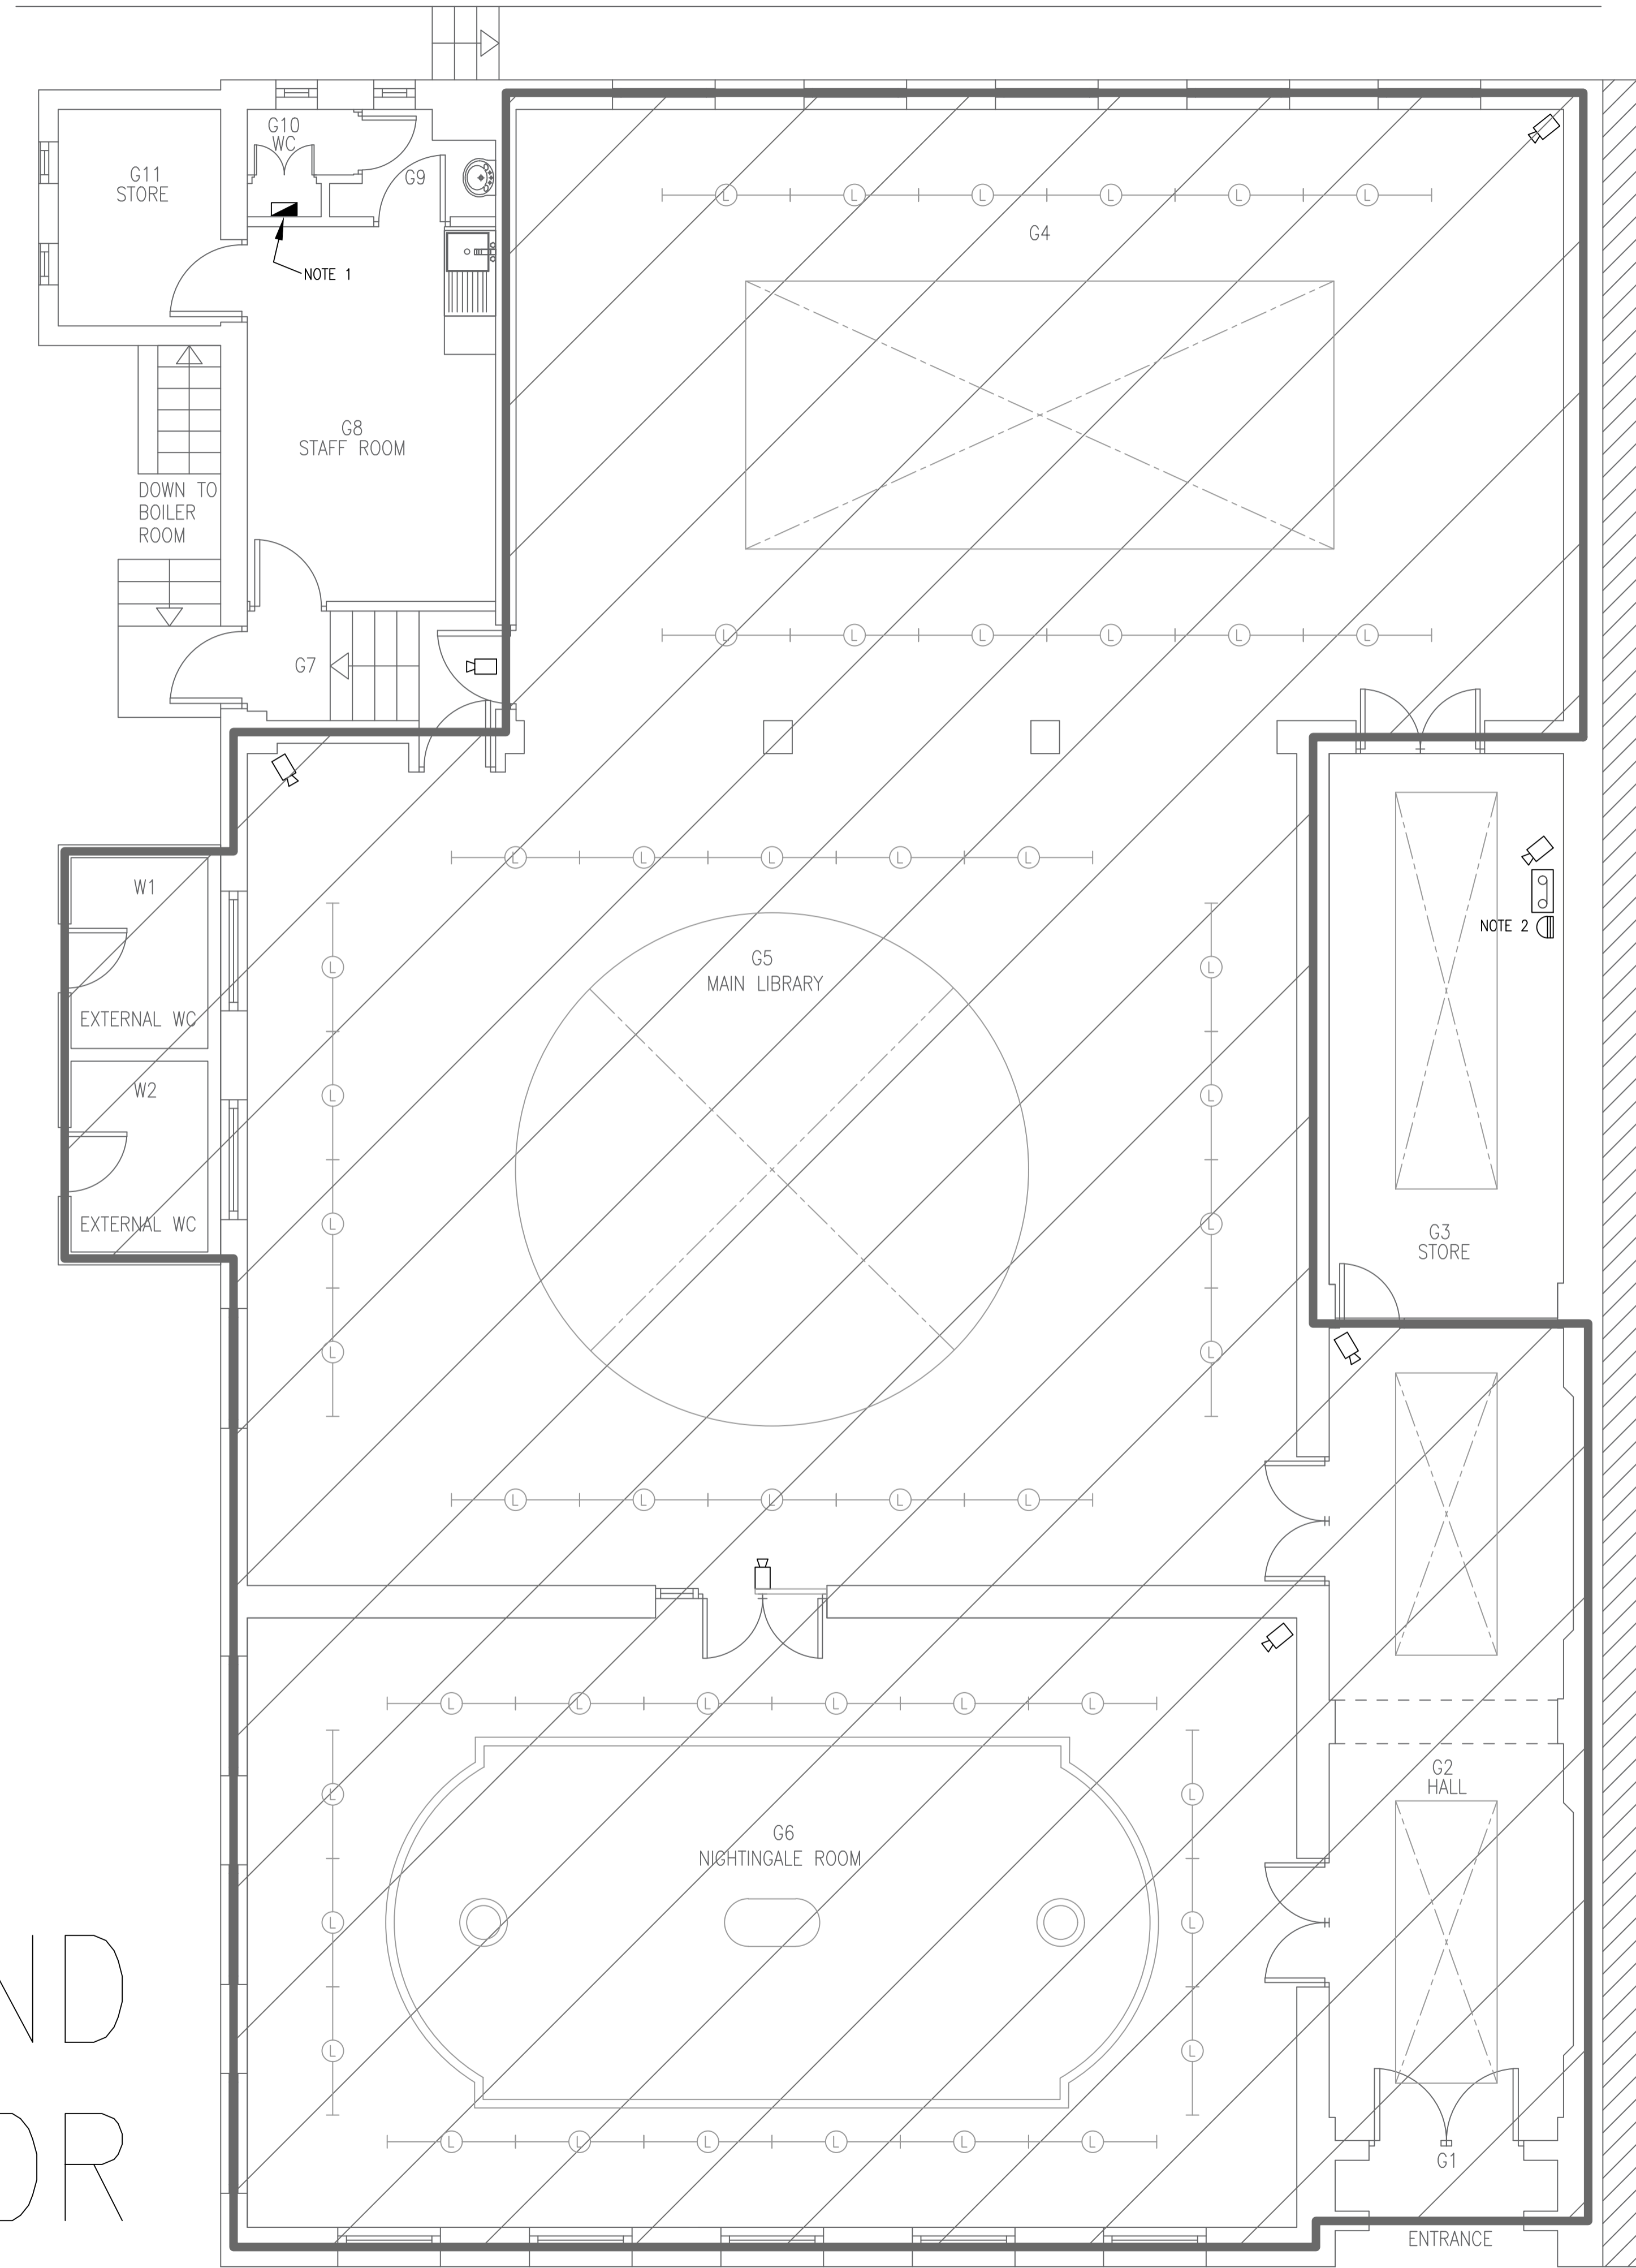 G10
WC
G11
STORE
G9
NOTE 1
G4
G8
STAFF ROOM
DOWN TO
BOILER
ROOM
G7
L L L L L L
L L L L L L
W1
EXTERNAL WC
W2
EXTERNAL WC
L L L L L
G5
MAIN LIBRARY
NOTE 2
L L
L L
L L
L L
G3
STORE
L L L L L
L L L L L L
G2
HALL
G6
NIGHTINGALE ROOM
L L
L L
L L
L L L L L L
G1
ENTRANCE
ND
OR